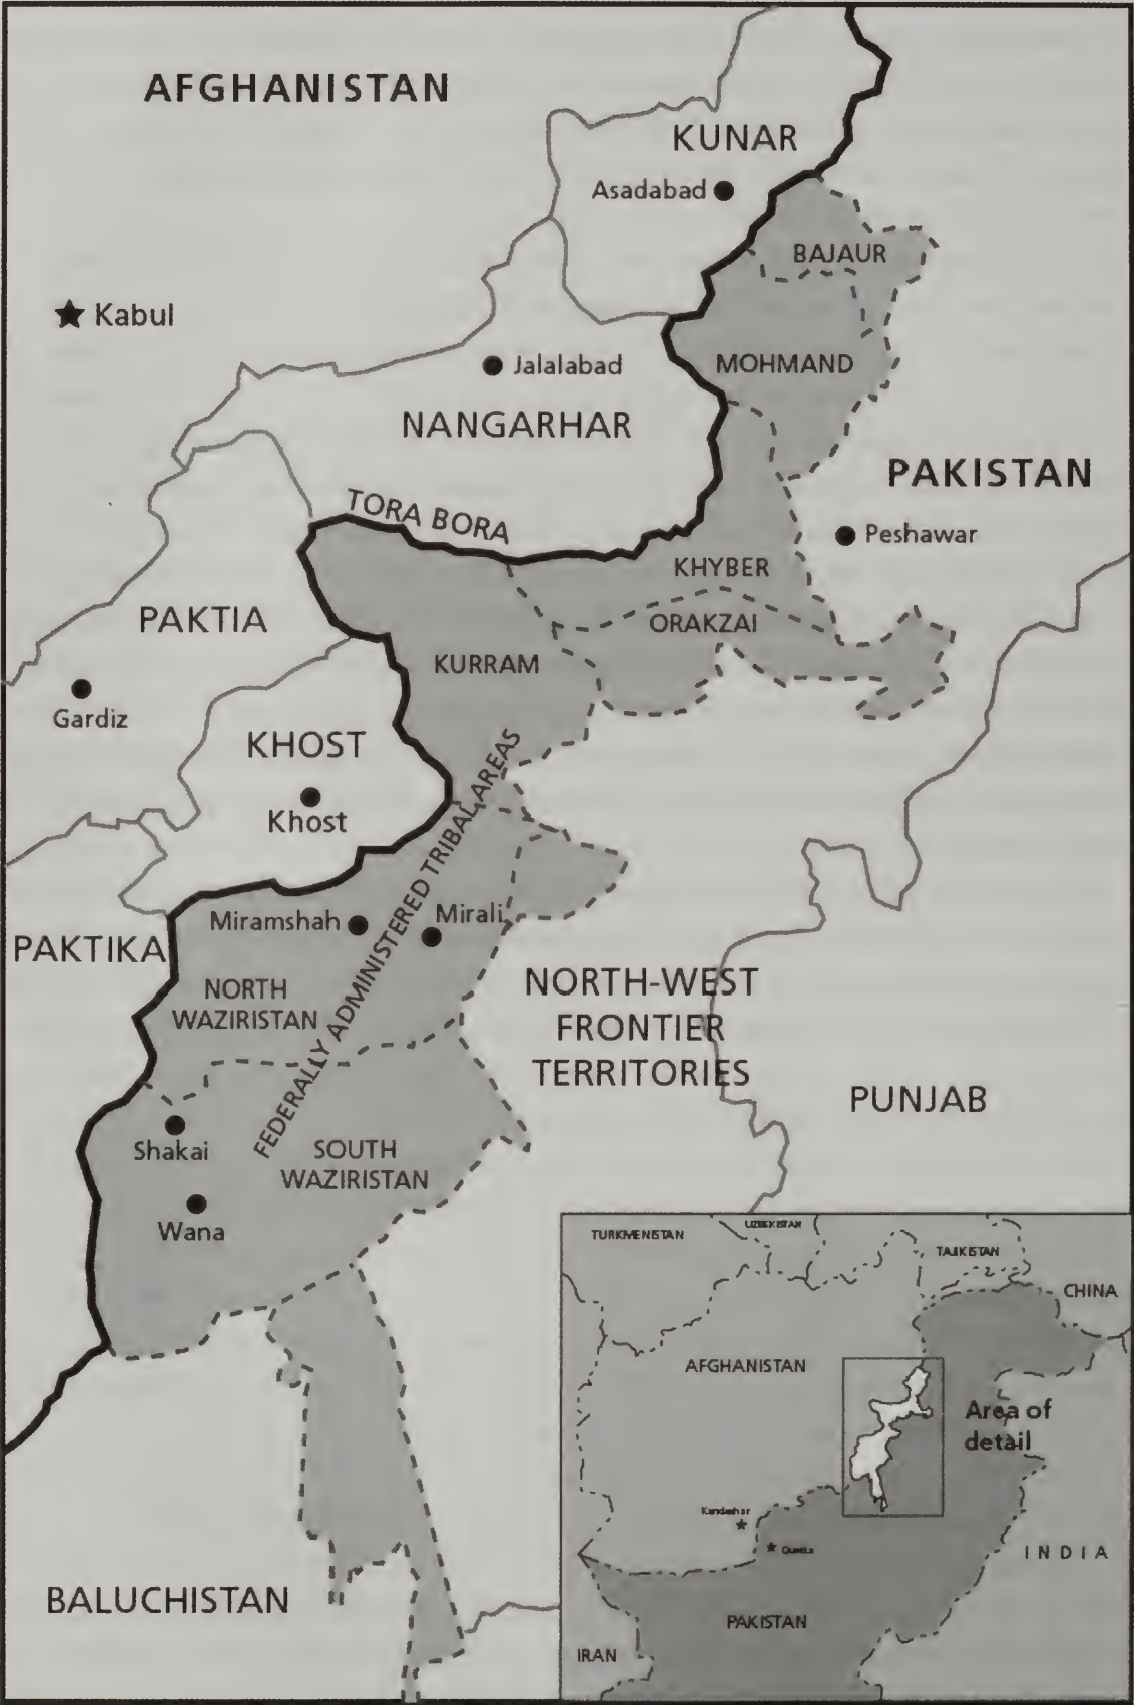 AFGHANISTAN
KUNAR
Asadabad
BAJAUR
Kabul
Jalalabad
MOHMAND
NANGARHAR
PAKISTAN
TORA BORA
Peshawar
KHYBER
PAKTIA
ORAKZAI
KURRAM
Gardiz
KHOST
Khost
FEDERALLY ADMINISTERED TRIBAL AREAS
Miramshah
Mirali
PAKTIKA
NORTH
WAZIRISTAN
NORTH-WEST
FRONTIER
TERRITORIES
PUNJAB
Shakai
SOUTH
WAZIRISTAN
Wana
BALUCHISTAN
TURKMENISTAN
UZBEKISTAN
TAJIKISTAN
CHINA
AFGHANISTAN
Area of
detail
Kandahar
Quetta
INDIA
PAKISTAN
IRAN